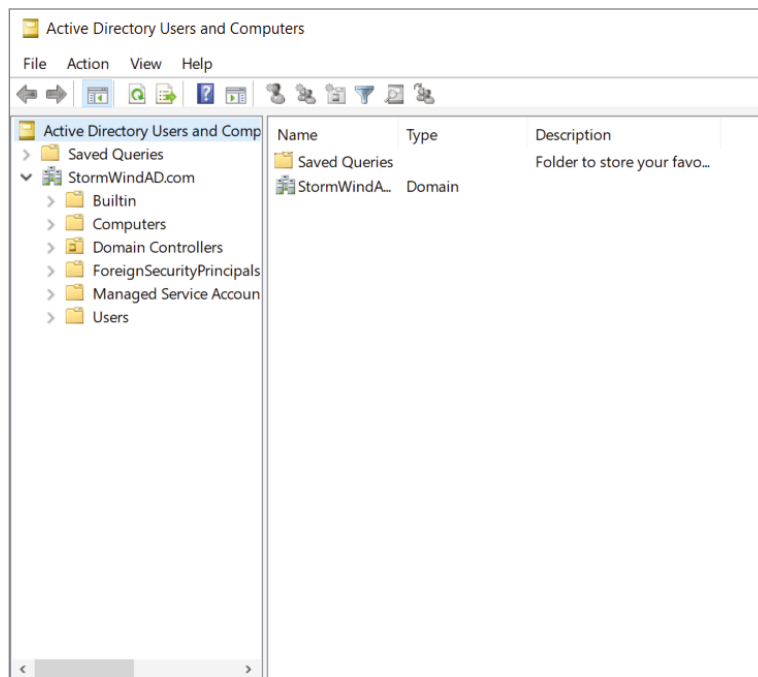 Active Directory Users and Computers
File Action View Help
Active Directory Users and Comp
Saved Queries
StormWindAD.com
Builtin
Computers
Domain Controllers
ForeignSecurityPrincipals
Managed Service Accoun
Users
Name Type Description
Saved Queries Folder to store your favo...
StormWindA... Domain